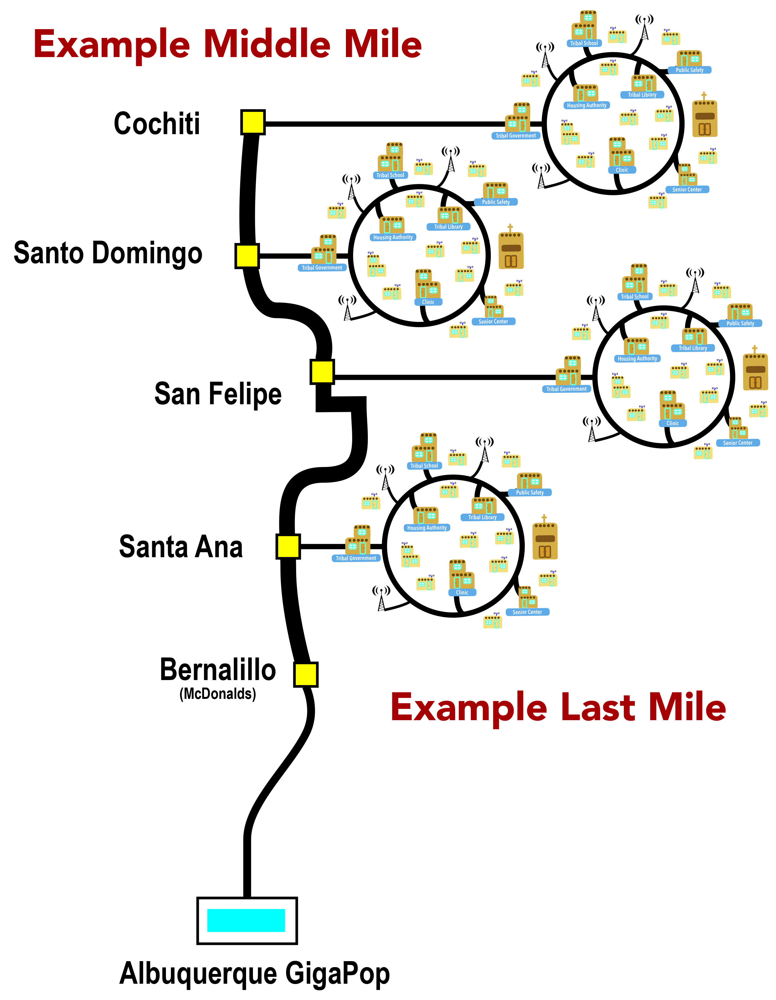 Example Middle Mile
Tribal School
Public Safety
Tribal Library
Housing Authority
Cochiti
Tribal Government
Clinic
Senior Center
Tribal School
Public Safety
Tribal Library
Housing Authority
Santo Domingo
Tribal Government
Clinic
Senior Center
Tribal School
Public Safety
Tribal Library
Housing Authority
San Felipe
Tribal Government
Clinic
Senior Center
Tribal School
Public Safety
Tribal Library
Housing Authority
Santa Ana
Tribal Government
Clinic
Senior Center
Bernalillo
(McDonalds)
Example Last Mile
Albuquerque GigaPop